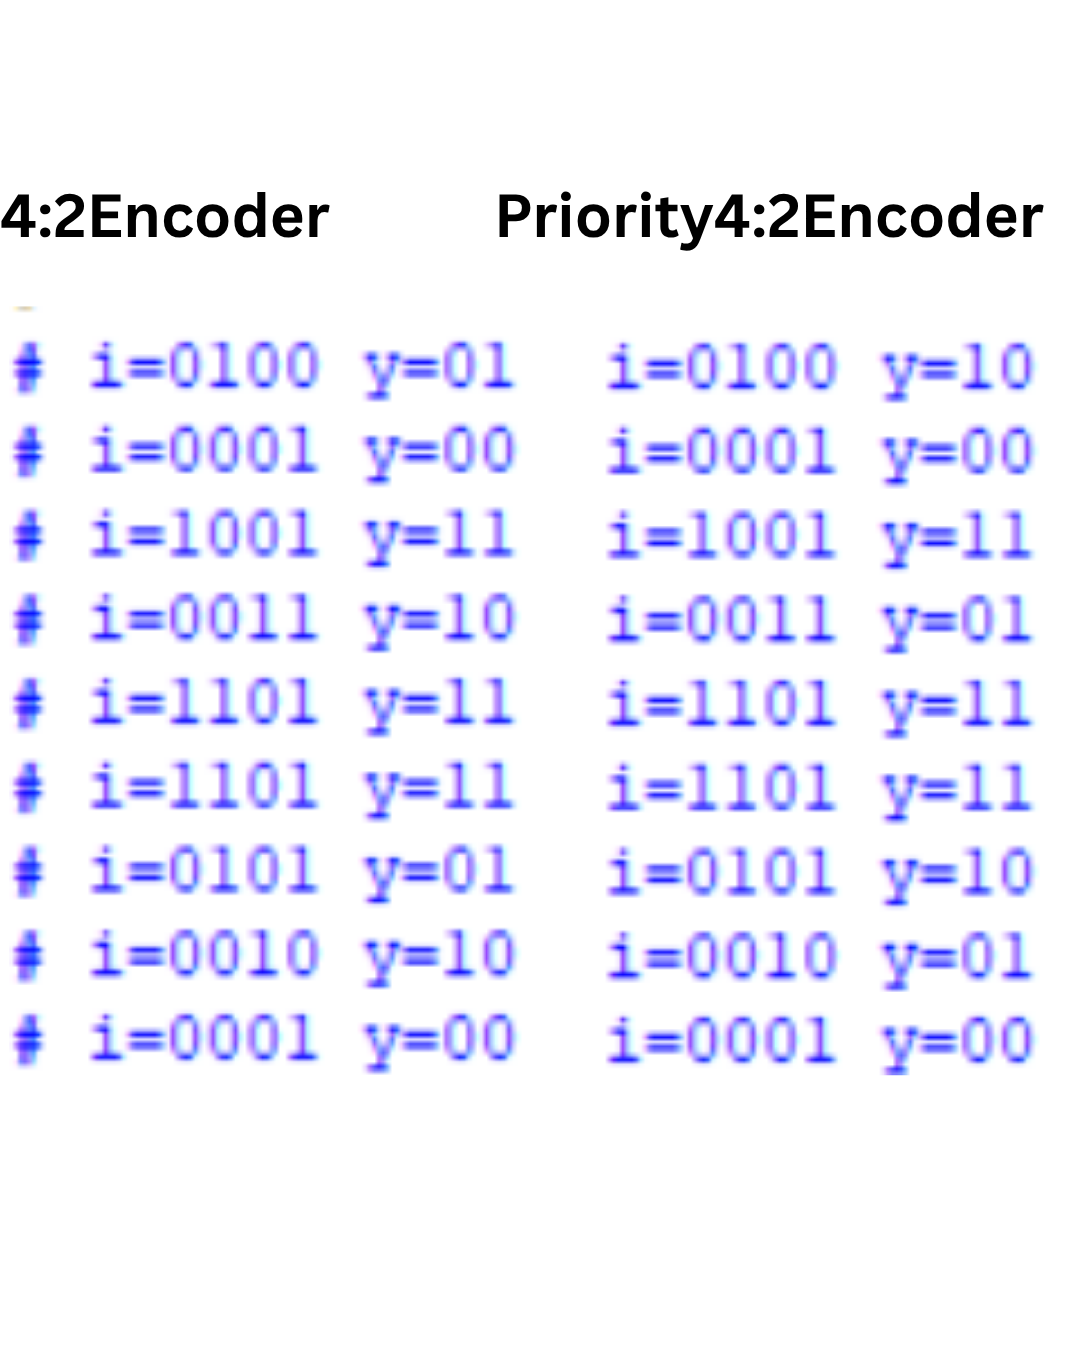 4:2Encoder Priority4:2Encoder
# i=0100 y=01 i=0100 y=10
# i=0001 y=00 i=0001 y=00
# i=1001 y=11 i=1001 y=11
# i=0011 y=10 i=0011 y=01
# i=1101 y=11 i=1101 y=11
# i=1101 y=11 i=1101 y=11
# i=0101 y=01 i=0101 y=10
# i=0010 y=10 i=0010 y=01
# i=0001 y=00 i=0001 y=00